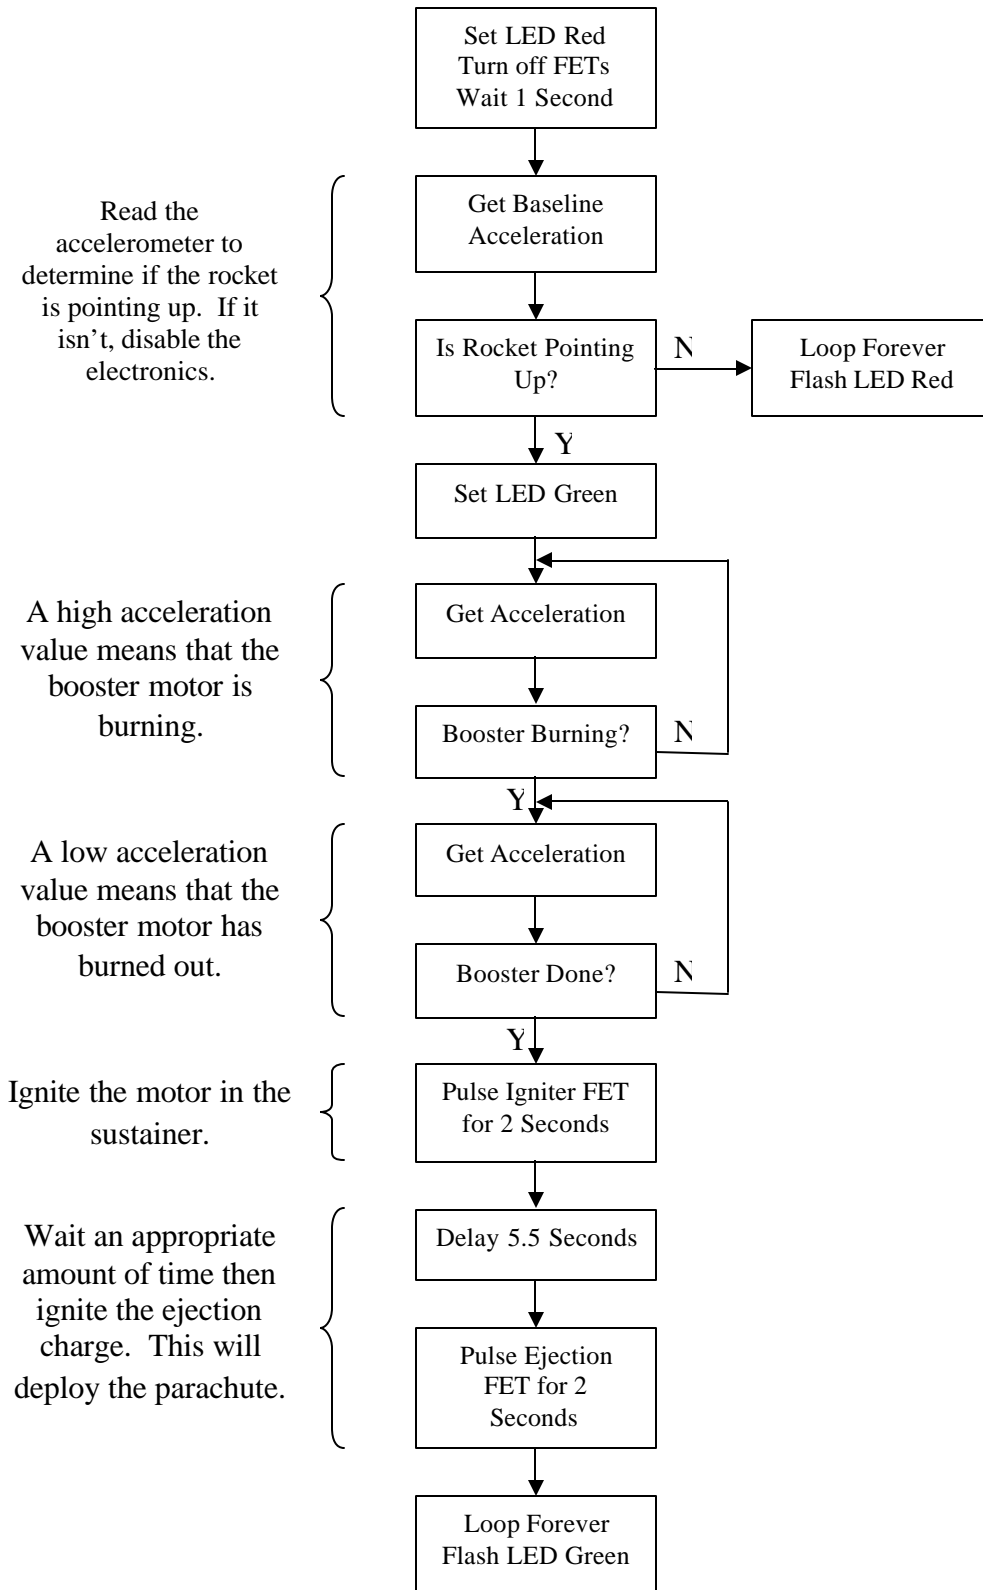 Set LED Red
Turn off FETs
Wait 1 Second
Read the
accelerometer to
determine if the rocket
is pointing up.  If it
isn't, disable the
electronics.
Get Baseline
Acceleration
Is Rocket Pointing
Up?
N
Loop Forever
Flash LED Red
Y
Set LED Green
A high acceleration
value means that the
booster motor is
burning.
Get Acceleration
Booster Burning?
N
Y
A low acceleration
value means that the
booster motor has
burned out.
Get Acceleration
Booster Done?
N
Y
Ignite the motor in the
sustainer.
Pulse Igniter FET
for 2 Seconds
Wait an appropriate
amount of time then
ignite the ejection
charge.  This will
deploy the parachute.
Delay 5.5 Seconds
Pulse Ejection
FET for 2
Seconds
Loop Forever
Flash LED Green